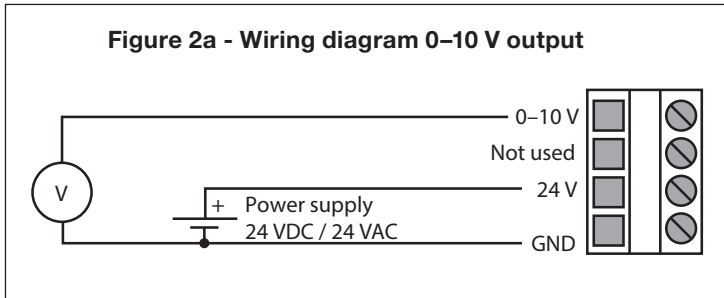 Figure 2a - Wiring diagram 0–10 V output
0–10 V
Not used
V
24 V
+
Power supply
24 VDC / 24 VAC
GND